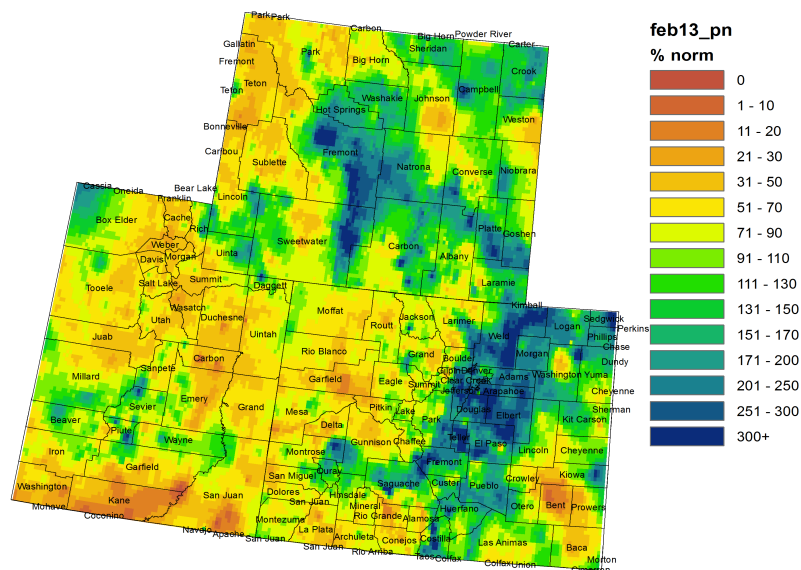 Park Park
Carbon
Big Horn Powder River
Carter
Gallatin
Park
Sheridan
Fremont
Big Horn
Crook
Teton
Teton
Campbell
Washakie
Johnson
Hot Springs
Weston
Bonneville
Caribou
Fremont
Sublette
Natrona
Converse
Niobrara
Cassia
Oneida
Bear Lake
Franklin
Lincoln
Box Elder
Cache
Rich
Platte
Goshen
Weber
Sweetwater
Carbon
Davis
Morgan
Uinta
Albany
Tooele
Salt Lake
Summit
Daggett
Laramie
Wasatch
Moffat
Kimball
Utah
Duchesne
Jackson
Larimer
Logan
Sedgwick
Uintah
Routt
Weld
Perkins
Juab
Phillips
Carbon
Rio Blanco
Grand
Boulder
Morgan
Chase
Sanpete
Garfield
Eagle
Summit
Gilpin
Denver
Adams
Washington
Yuma
Dundy
Millard
Clear Creek
Jefferson
Arapahoe
Cheyenne
Emery
Sevier
Grand
Mesa
Pitkin
Lake
Park
Douglas
Elbert
Sherman
Beaver
Delta
Kit Carson
Piute
Wayne
Gunnison
Chaffee
Teller
El Paso
Iron
Montrose
Lincoln
Cheyenne
Garfield
Ouray
Fremont
San Miguel
Saguache
Custer
Pueblo
Crowley
Kiowa
Washington
Kane
San Juan
Dolores
Hinsdale
San Juan
Mineral
Otero
Bent
Prowers
Mohave
Coconino
Montezuma
Rio Grande
Alamosa
Huerfano
Navajo
Apache
La Plata
Archuleta
Conejos
Costilla
Las Animas
Baca
San Juan
San Juan
Rio Arriba
Taos
Colfax
Colfax
Union
Morton
Cimarron
feb13_pn
% norm
0
1 - 10
11 - 20
21 - 30
31 - 50
51 - 70
71 - 90
91 - 110
111 - 130
131 - 150
151 - 170
171 - 200
201 - 250
251 - 300
300+